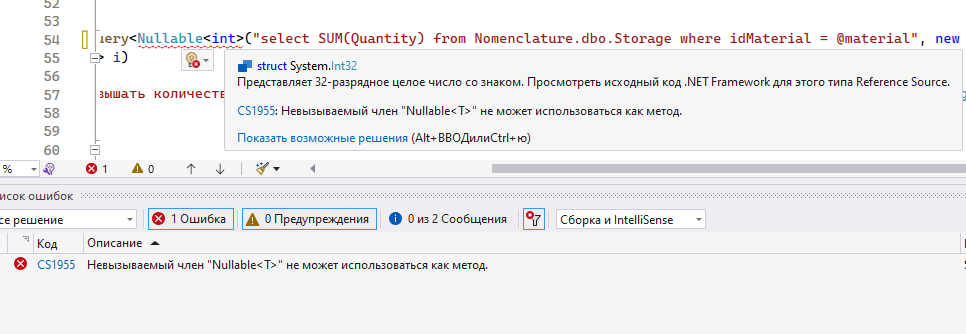 52
53
54 uery<Nullable<int>("select SUM(Quantity) from Nomenclature.dbo.Storage where idMaterial = @material", new
55 > i)
56 struct System.Int32
Представляет 32-разрядное целое число со знаком. Просмотреть исходный код .NET Framework для этого типа Reference Source.
57 вышать количеств
CS1955: Невызываемый член "Nullable<T>" не может использоваться как метод.
58
59 Показать возможные решения (Alt+ВВОДилиCtrl+ю)
60
% 1 0
исок ошибок
се решение 1 Ошибка 0 Предупреждения 0 из 2 Сообщения Сборка и IntelliSense
Код Описание
CS1955 Невызываемый член "Nullable<T>" не может использоваться как метод.